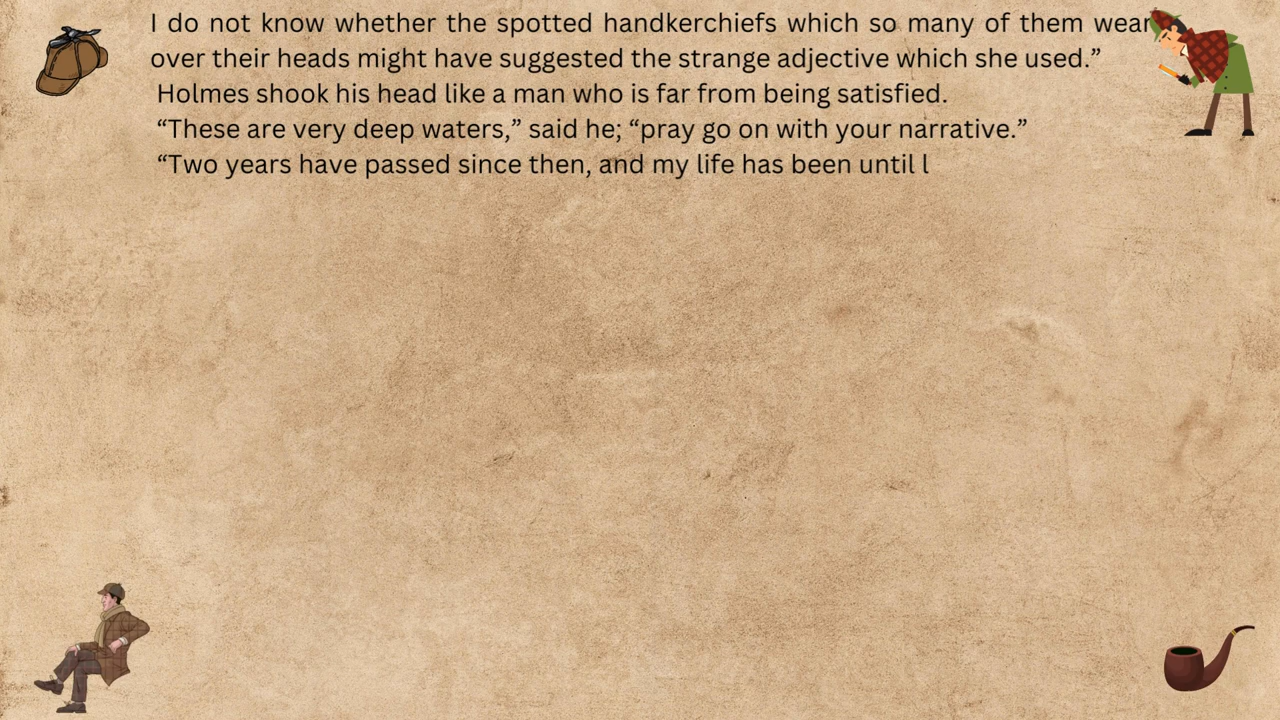 I do not know whether the spotted handkerchiefs which so many of them wear
over their heads might have suggested the strange adjective which she used.”
Holmes shook his head like a man who is far from being satisfied.
“These are very deep waters,” said he; “pray go on with your narrative.”
“Two years have passed since then, and my life has been until l